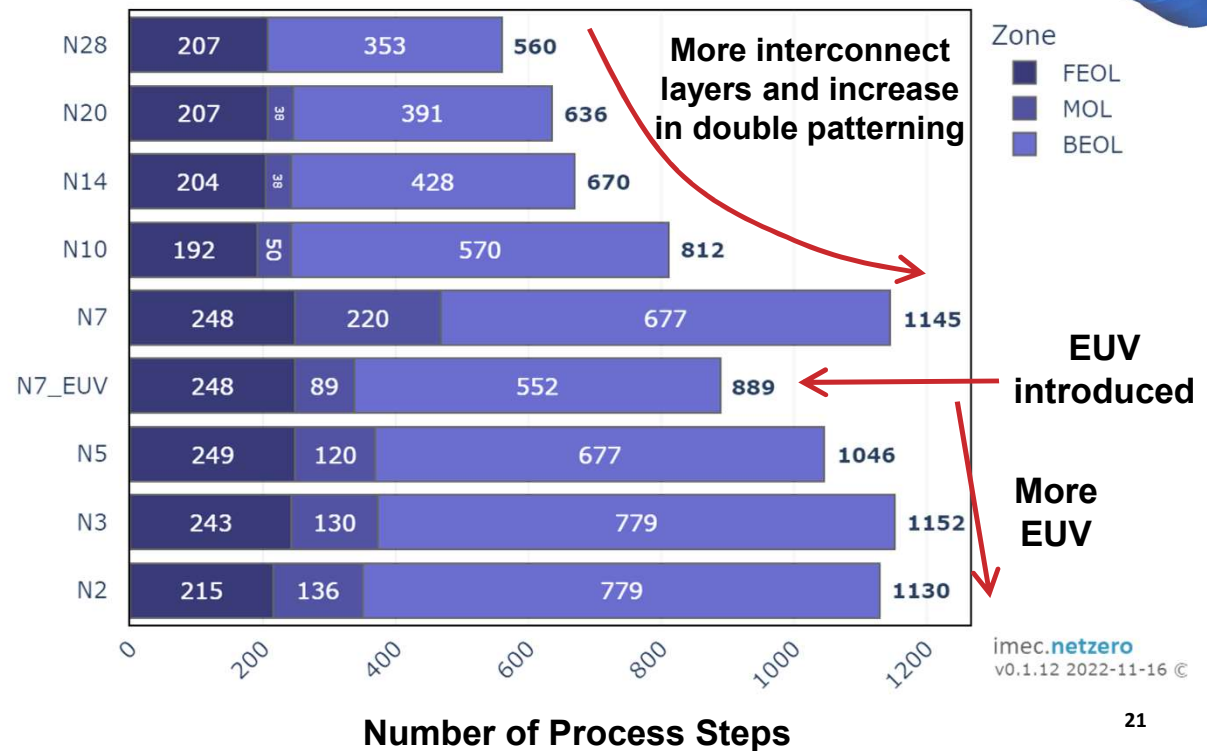 N28 207 353 560
N20 207 38 391 636
N14 204 38 428 670
N10 192 50 570 812
N7 248 220 677 1145
N7_EUV 248 89 552 889
N5 249 120 677 1046
N3 243 130 779 1152
N2 215 136 779 1130
0 200 400 600 800 1000 1200
Number of Process Steps
More interconnect
layers and increase
in double patterning
Zone
FEOL
MOL
BEOL
EUV
introduced
More
EUV
imec.netzero
v0.1.12 2022-11-16 ©
21